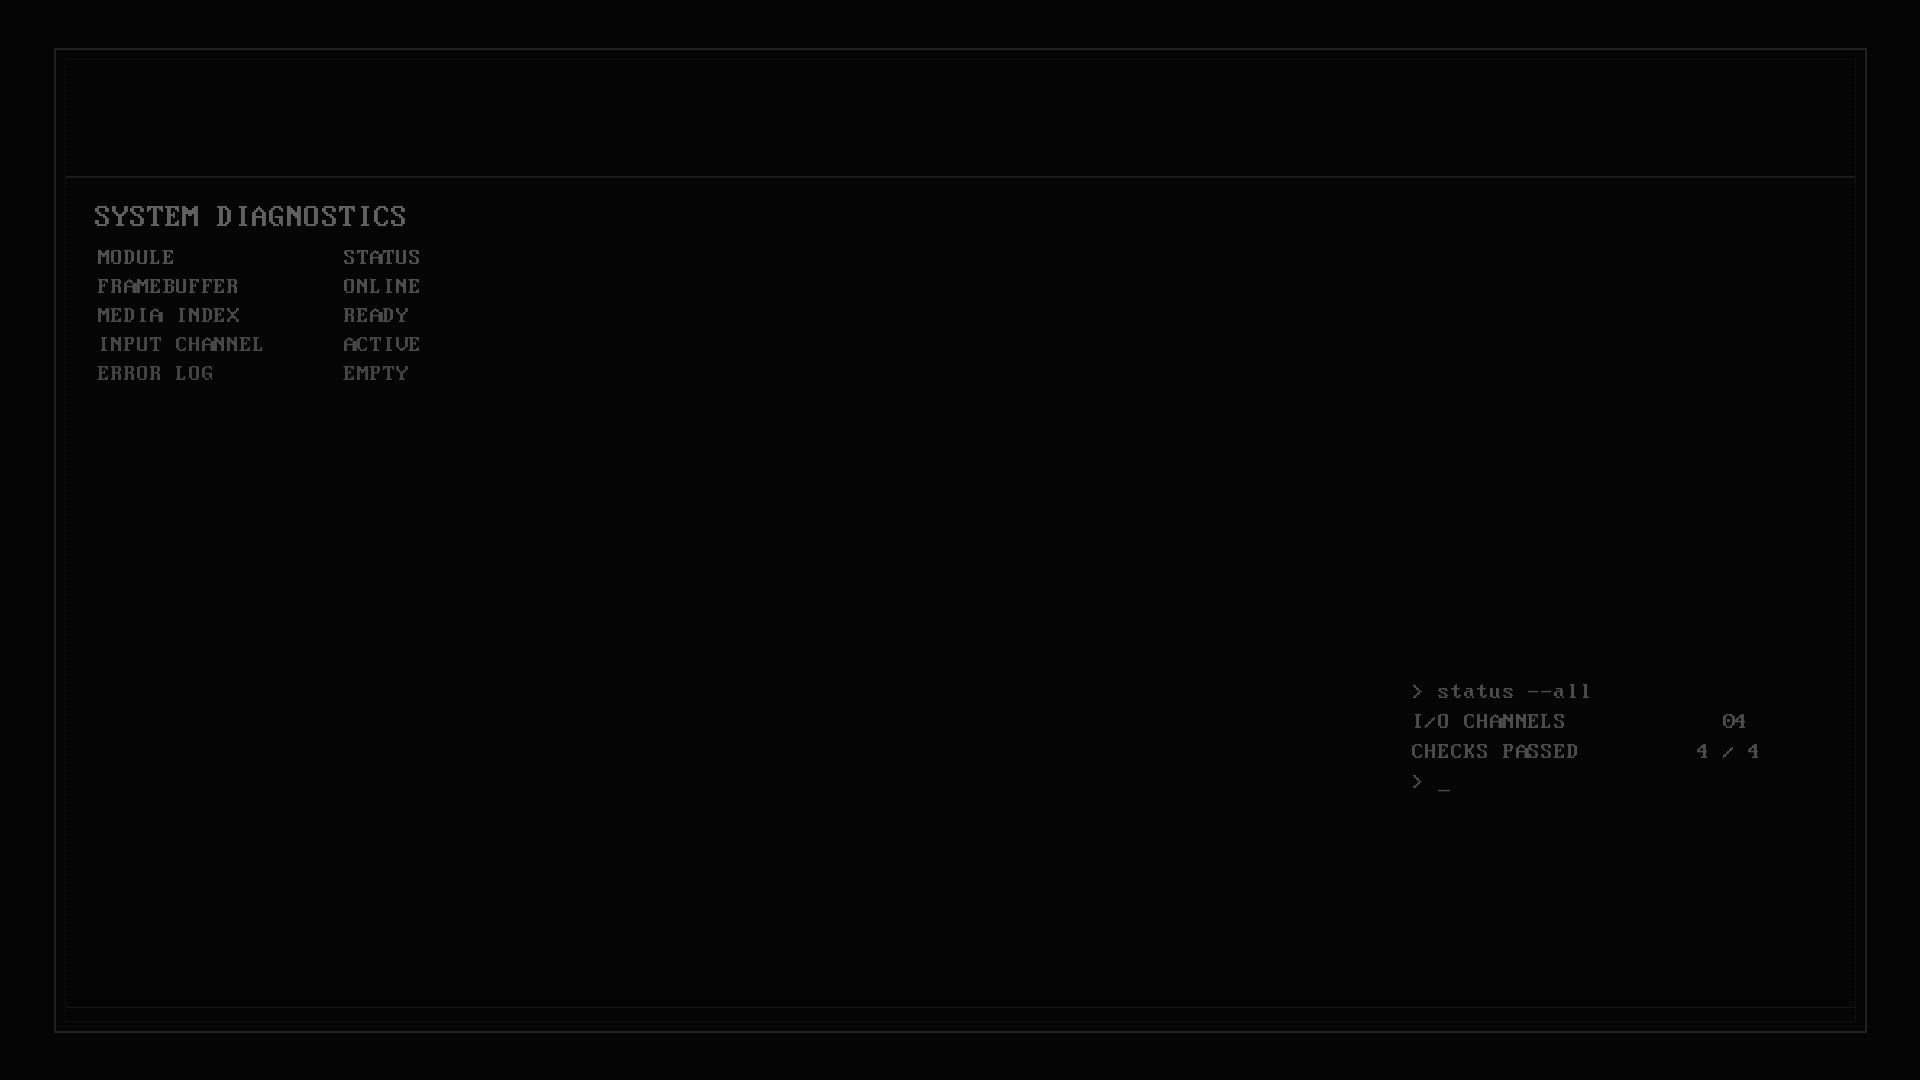 SYSTEM DIAGNOSTICS
MODULE STATUS
FRAMEBUFFER ONLINE
MEDIA INDEX READY
INPUT CHANNEL ACTIVE
ERROR LOG EMPTY
> status --all
I/O CHANNELS 04
CHECKS PASSED 4 / 4
> _